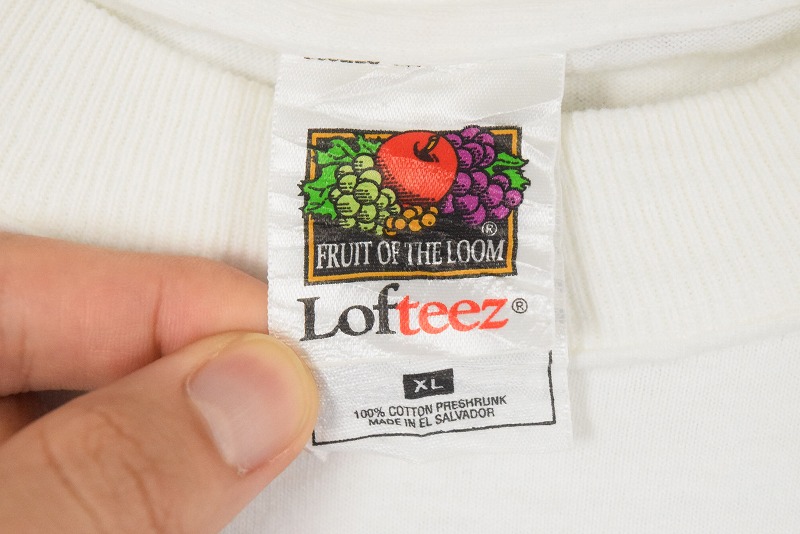 ®
FRUIT OF THE LOOM
Lofteez®
XL
100% COTTON PRESHRUNK
MADE IN EL SALVADOR